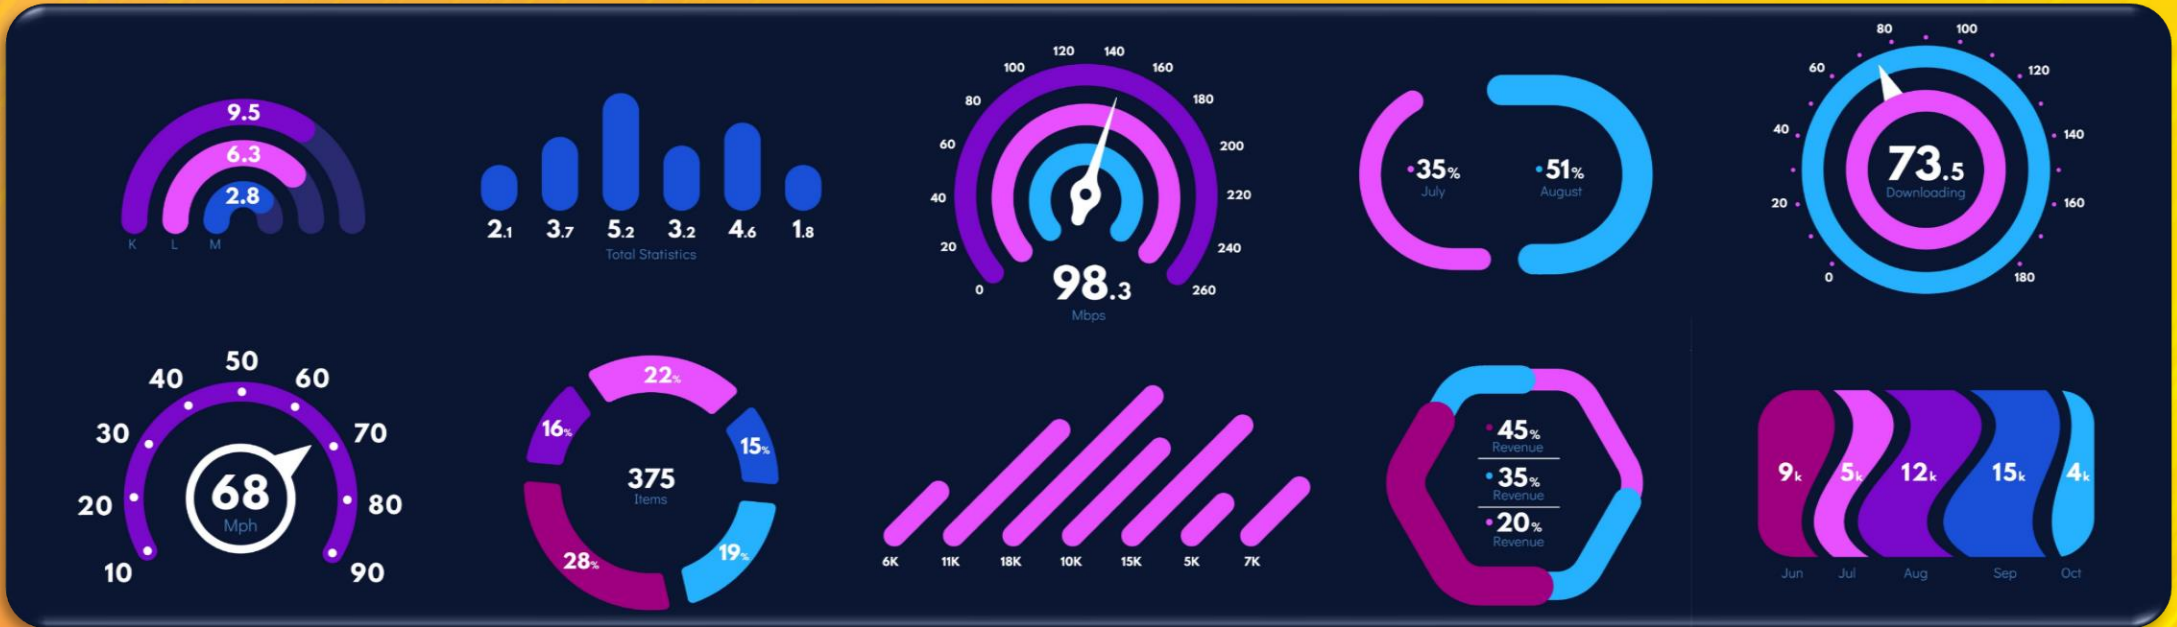 9.5
6.3
2.8
K L M
2.1 3.7 5.2 3.2 4.6 1.8
Total Statistics
0 20 40 60 80 100 120 140 160 180 200 220 240 260
98.3
Mbps
35%
July
51%
August
0 20 40 60 80 100 120 140 160 180
73.5
Downloading
10 20 30 40 50 60 70 80 90
68
Mph
22%
16%
15%
375
Items
28%
19%
6K 11K 18K 10K 15K 5K 7K
45%
Revenue
35%
Revenue
20%
Revenue
9k 5k 12k 15k 4k
Jun Jul Aug Sep Oct